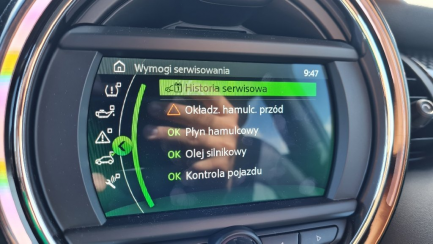 Wymogi serwisowania 9:47
Historia serwisowa
Okładz. hamulc. przód
OK Płyn hamulcowy
OK Olej silnikowy
OK Kontrola pojazdu